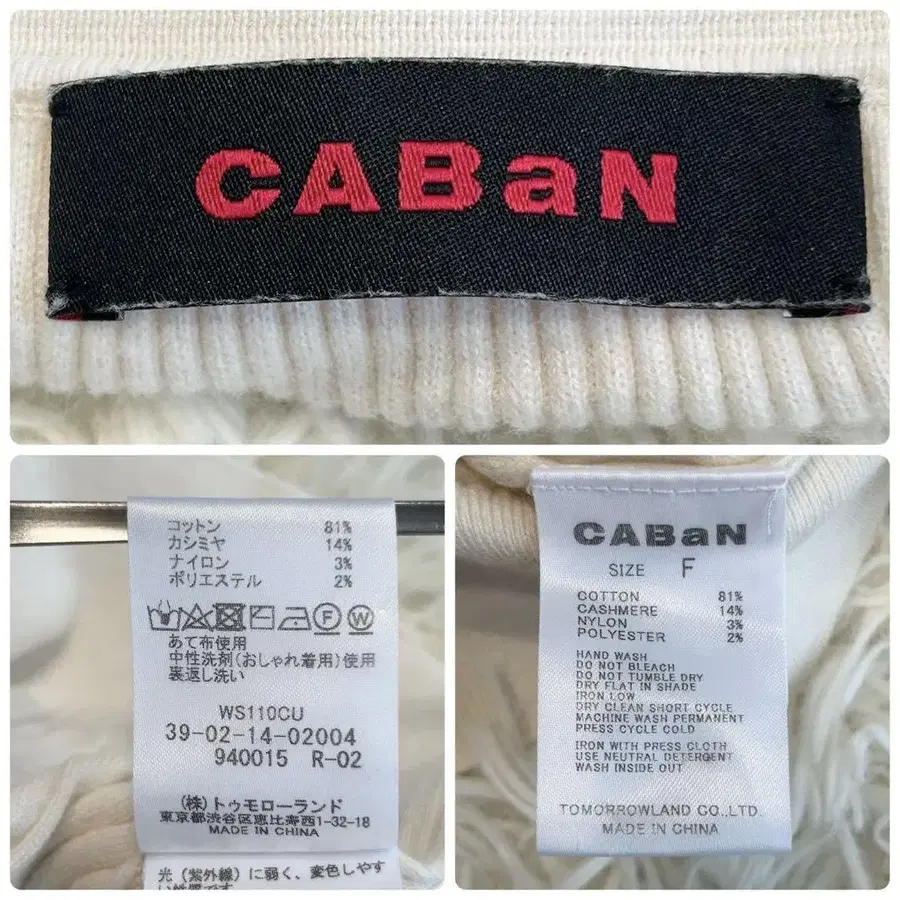 CABaN
コットン 81%
カシミヤ 14%
ナイロン 3%
ポリエステル 2%
F W
あて布使用
中性洗剤(おしゃれ着用)使用
裏返し洗い
WS110CU
39-02-14-02004
940015 R-02
(株)トゥモローランド
東京都渋谷区恵比寿西1-32-18
MADE IN CHINA
光(紫外線)に弱く、変色しやす
い性質です
CABaN
SIZE F
COTTON 81%
CASHMERE 14%
NYLON 3%
POLYESTER 2%
HAND WASH
DO NOT BLEACH
DO NOT TUMBLE DRY
DRY FLAT IN SHADE
IRON LOW
DRY CLEAN SHORT CYCLE
MACHINE WASH PERMANENT
PRESS CYCLE COLD
IRON WITH PRESS CLOTH
USE NEUTRAL DETERGENT
WASH INSIDE OUT
TOMORROWLAND CO.,LTD.
MADE IN CHINA